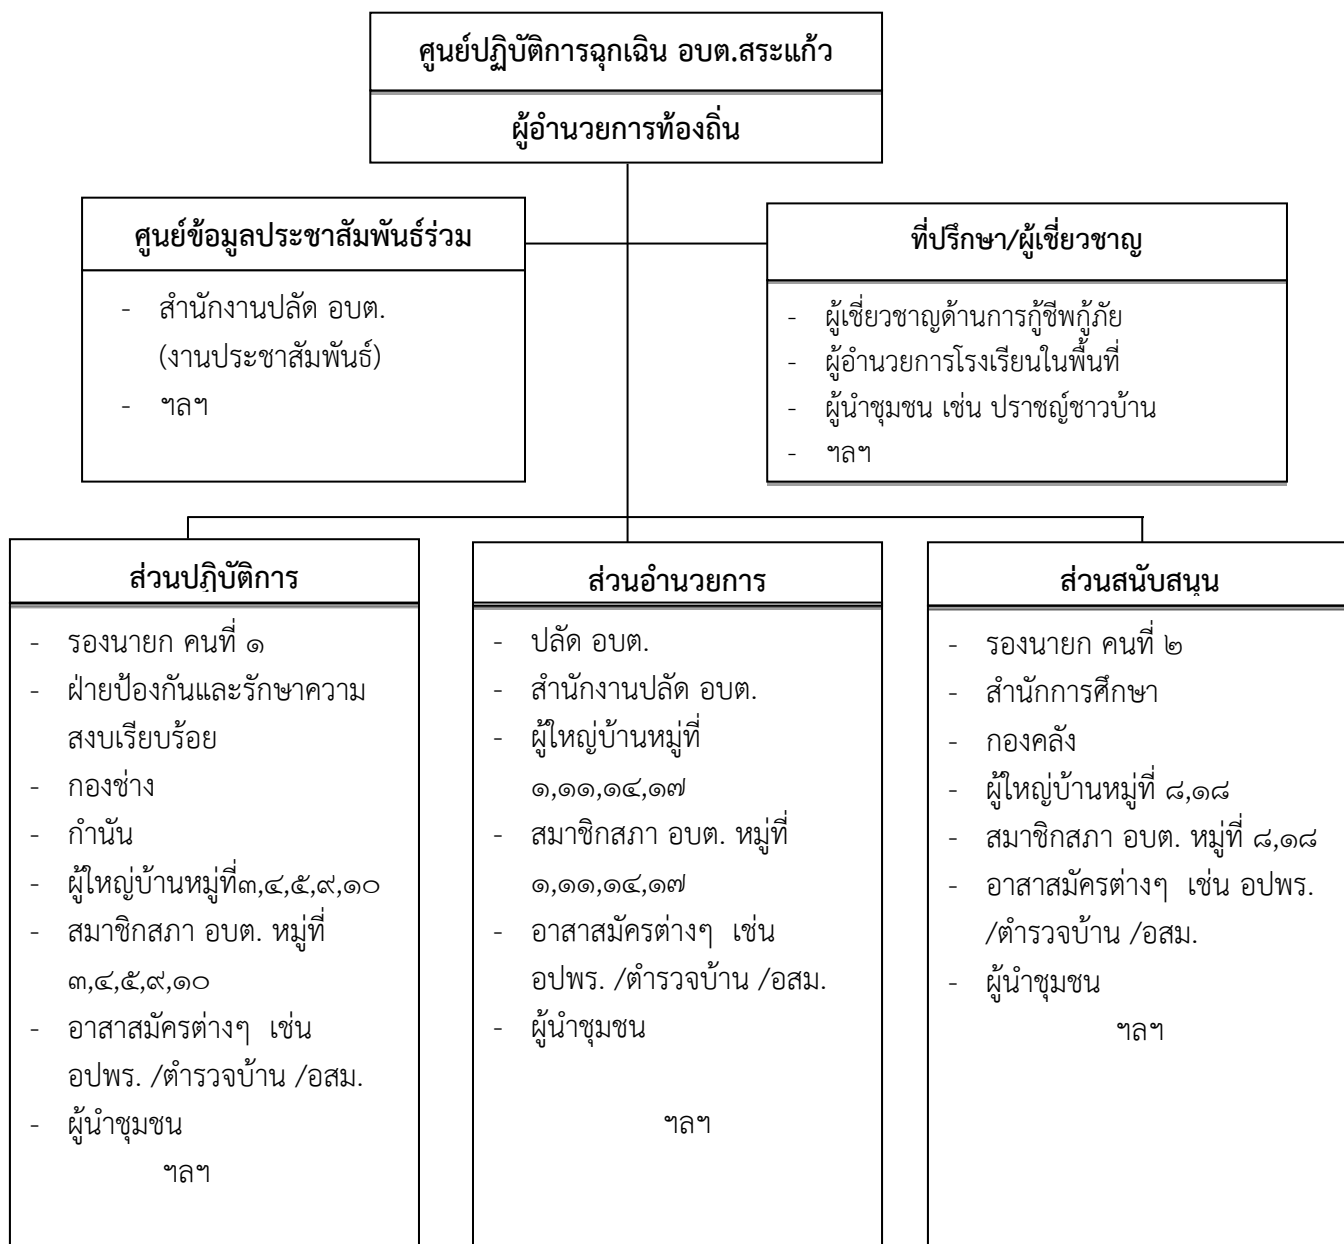 ศูนย์ปฏิบัติการฉุกเฉิน อบต.สระแก้ว
ผู้อำนวยการท้องถิ่น
ศูนย์ข้อมูลประชาสัมพันธ์ร่วม
- สำนักงานปลัด อบต.
(งานประชาสัมพันธ์)
- ฯลฯ
ที่ปรึกษา/ผู้เชี่ยวชาญ
- ผู้เชี่ยวชาญด้านการกู้ชีพกู้ภัย
- ผู้อำนวยการโรงเรียนในพื้นที่
- ผู้นำชุมชน เช่น ปราชญ์ชาวบ้าน
- ฯลฯ
ส่วนปฏิบัติการ
- รองนายก คนที่ ๑
- ฝ่ายป้องกันและรักษาความ
สงบเรียบร้อย
- กองช่าง
- กำนัน
- ผู้ใหญ่บ้านหมู่ที่๓,๔,๕,๙,๑๐
- สมาชิกสภา อบต. หมู่ที่
๓,๔,๕,๙,๑๐
- อาสาสมัครต่างๆ เช่น
อปพร. /ตำรวจบ้าน /อสม.
- ผู้นำชุมชน
ฯลฯ
ส่วนอำนวยการ
- ปลัด อบต.
- สำนักงานปลัด อบต.
- ผู้ใหญ่บ้านหมู่ที่
๑,๑๑,๑๔,๑๗
- สมาชิกสภา อบต. หมู่ที่
๑,๑๑,๑๔,๑๗
- อาสาสมัครต่างๆ เช่น
อปพร. /ตำรวจบ้าน /อสม.
- ผู้นำชุมชน
ฯลฯ
ส่วนสนับสนุน
- รองนายก คนที่ ๒
- สำนักการศึกษา
- กองคลัง
- ผู้ใหญ่บ้านหมู่ที่ ๘,๑๘
- สมาชิกสภา อบต. หมู่ที่ ๘,๑๘
- อาสาสมัครต่างๆ เช่น อปพร.
/ตำรวจบ้าน /อสม.
- ผู้นำชุมชน
ฯลฯ